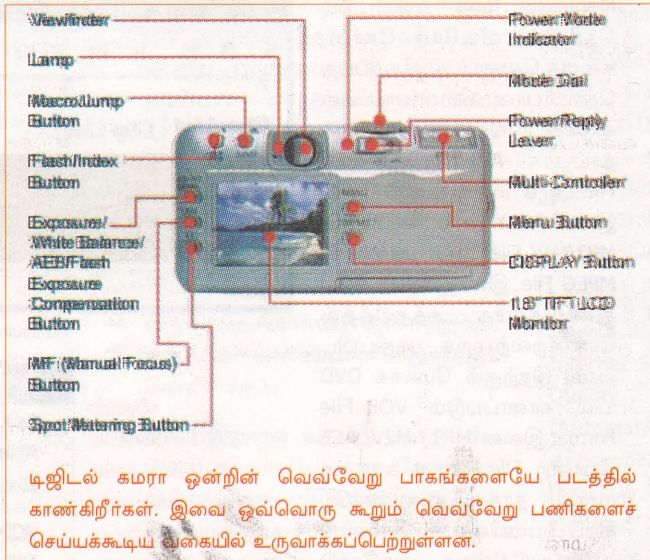 Viewfinder
Lamp
Macro/Jump
Button
Flash/Index
Button
Exposure/
White Balance/
AEB/Flash
Exposure
Compensation
Button
MF (Manual Focus)
Button
Spot Metering Button
Power/Mode
Indicator
Mode Dial
Power/Reply
Lever
Multi-Controller
Menu Button
DISPLAY Button
1.8" TFT LCD
Monitor
டிஜிடல் கமரா ஒன்றின் வெவ்வேறு பாகங்களையே படத்தில்
காண்கிறீர்கள். இவை ஒவ்வொரு கூறும் வெவ்வேறு பணிகளைச்
செய்யக்கூடிய வகையில் உருவாக்கப்பெற்றுள்ளன.